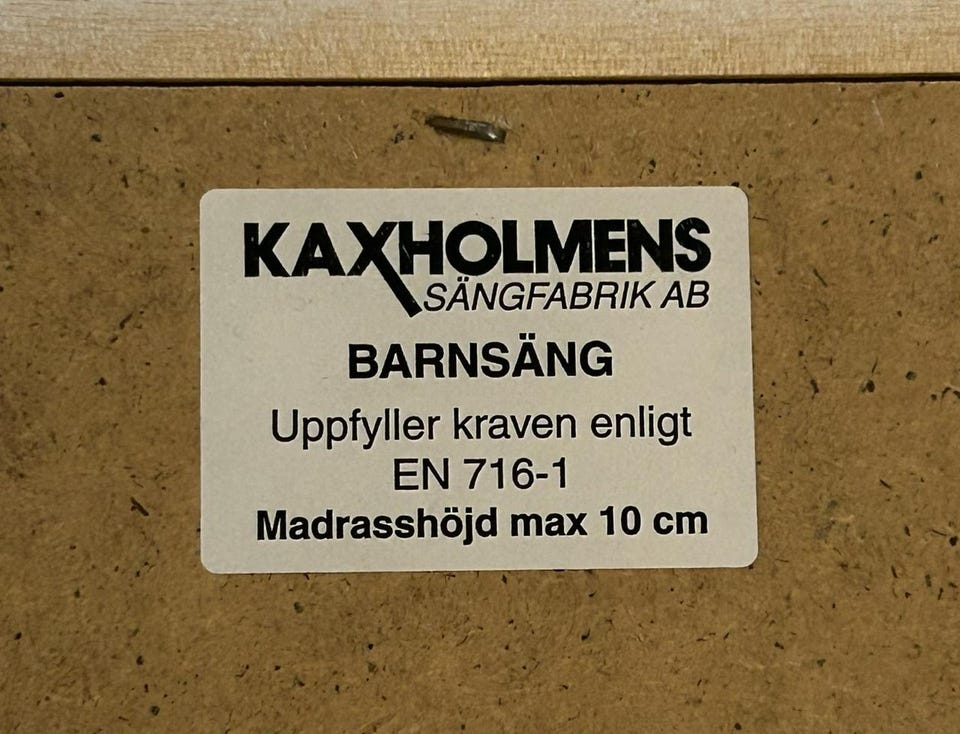 KAXHOLMENS
SÄNGFABRIK AB
BARNSÄNG
Uppfyller kraven enligt
EN 716-1
Madrasshöjd max 10 cm